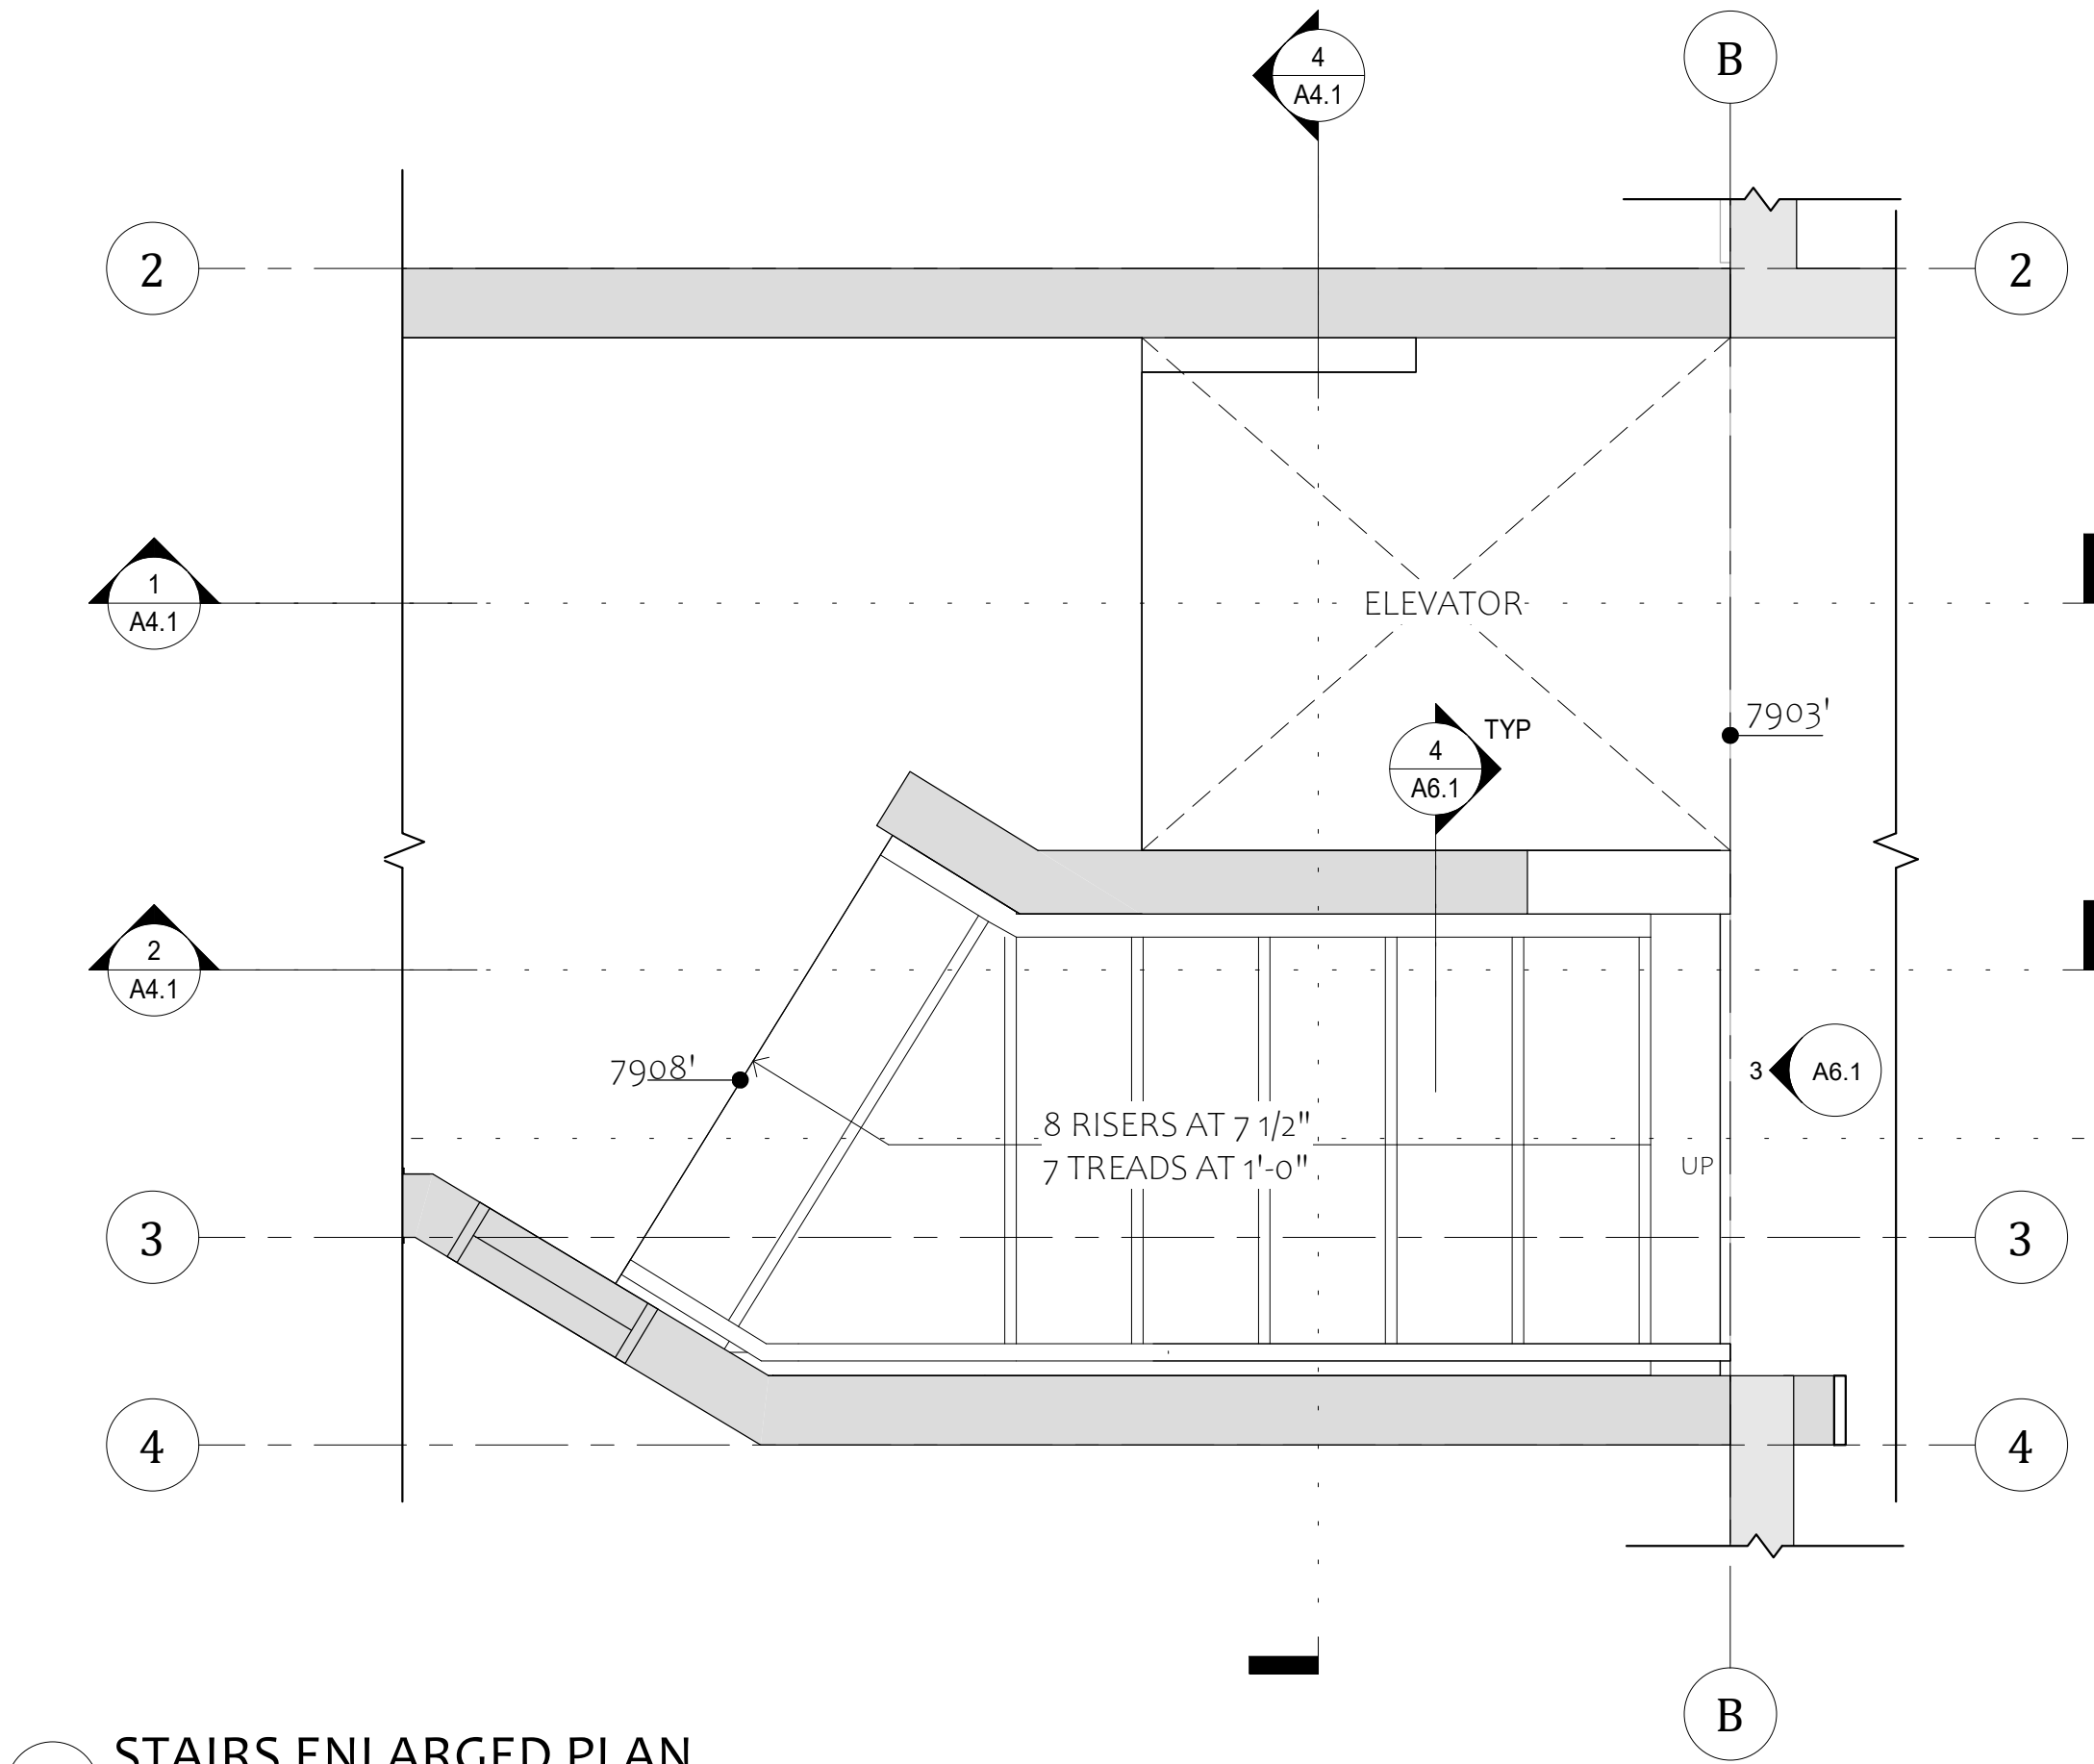 4
A4.1
B
2
2
1
A4.1
ELEVATOR
7903'
TYP
4
A6.1
2
A4.1
7908'
3
A6.1
8 RISERS AT 7 1/2"
7 TREADS AT 1'-0"
UP
3
3
4
4
B
STAIRS ENLARGED PLAN